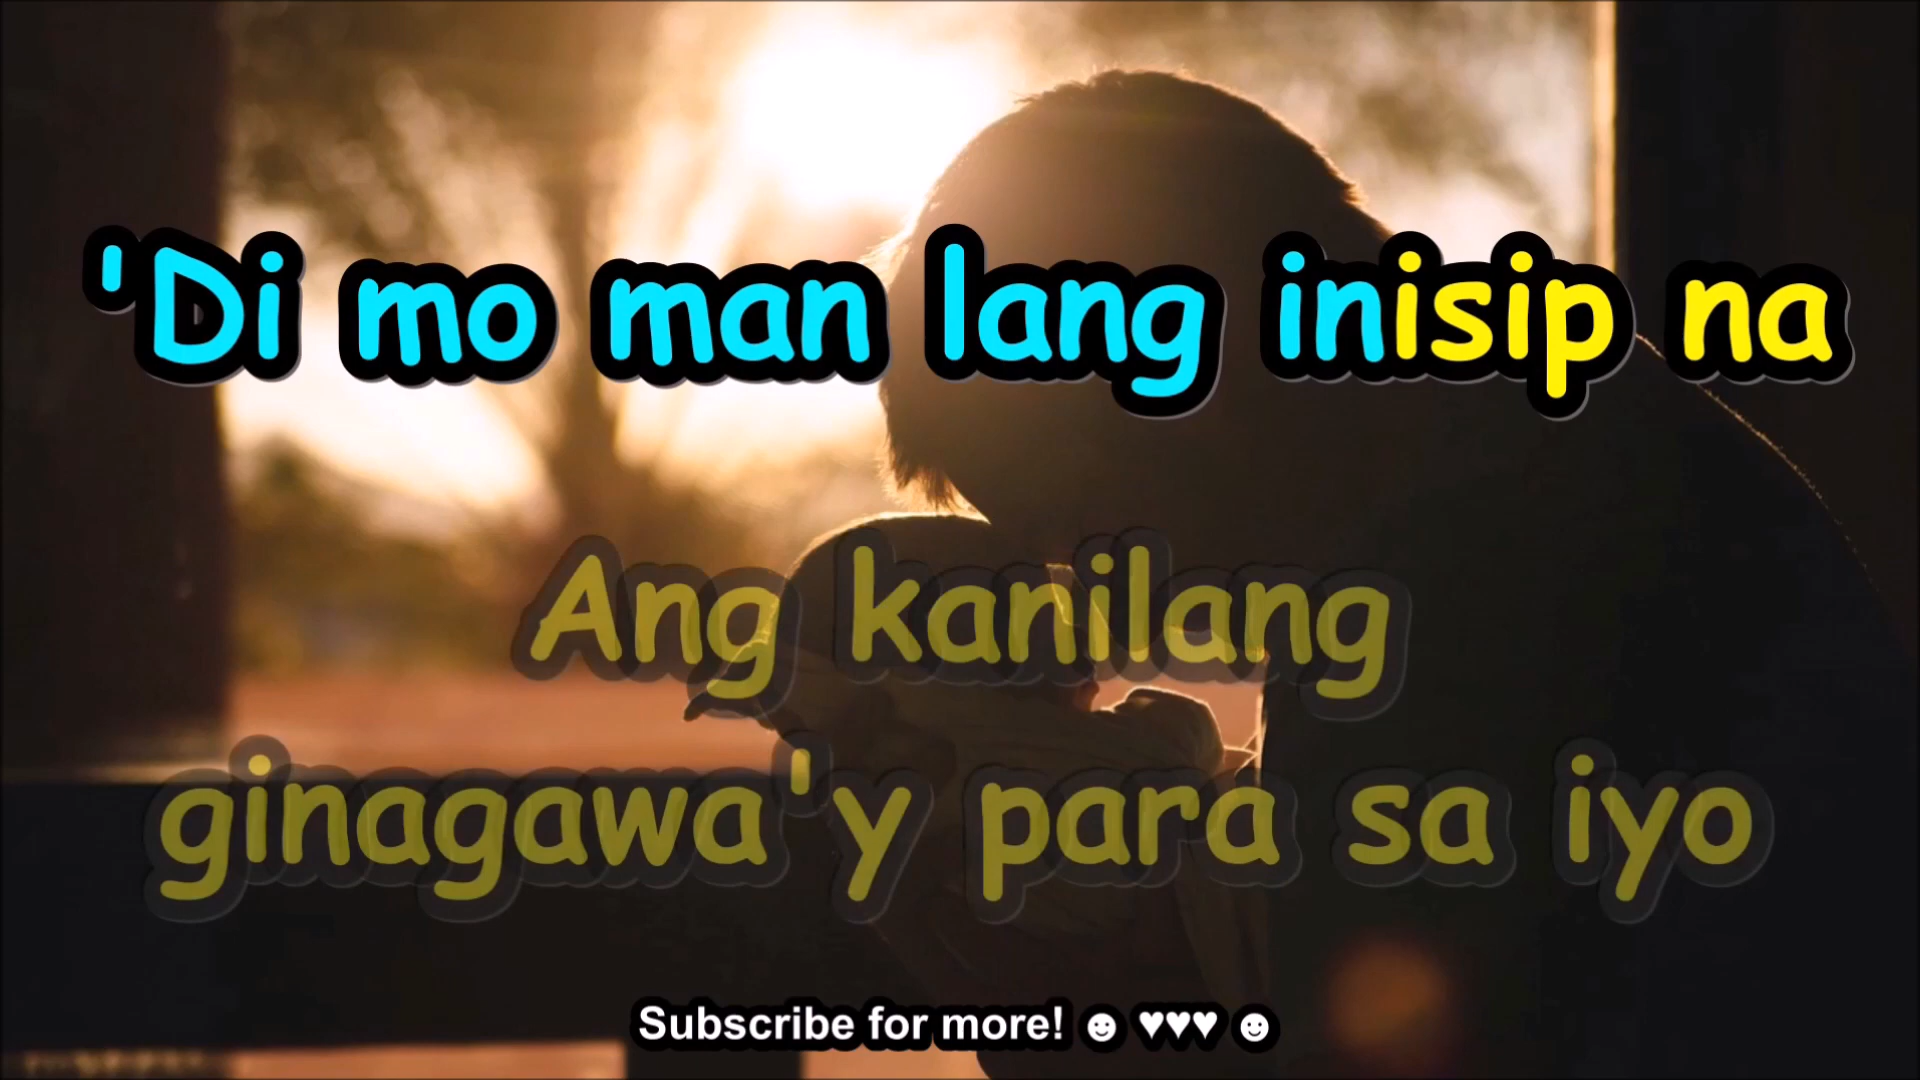 'Di mo man lang inisip na
Ang kanilang
ginagawa'y para sa iyo
Subscribe for more! ☻ ♥♥♥ ☻